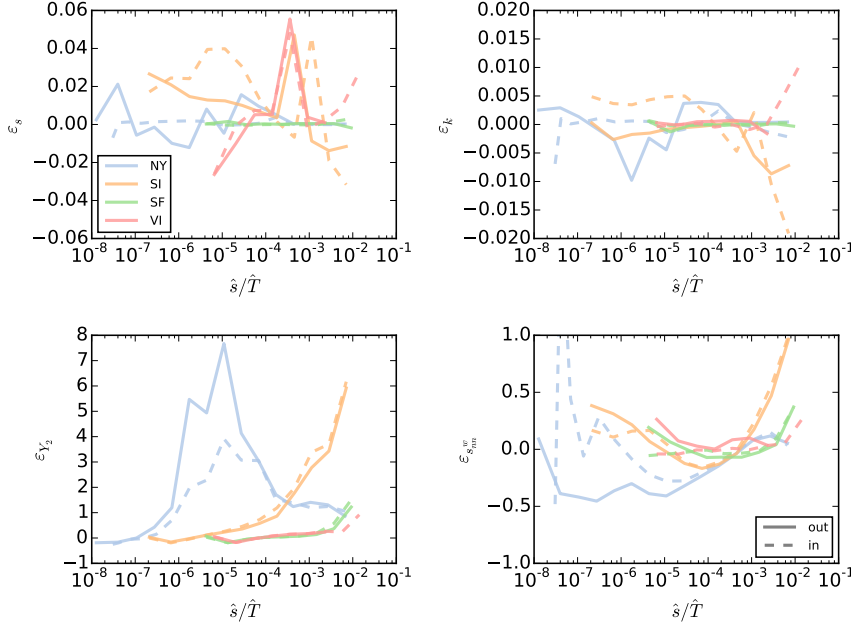 0.06
0.04
0.02
0.00
−0.02
−0.04
−0.06
ε_s
NY
SI
SF
VI
10^-8 10^-7 10^-6 10^-5 10^-4 10^-3 10^-2 10^-1
ŝ/T̂
0.020
0.015
0.010
0.005
0.000
−0.005
−0.010
−0.015
−0.020
ε_k
10^-8 10^-7 10^-6 10^-5 10^-4 10^-3 10^-2 10^-1
ŝ/T̂
8
7
6
5
4
3
2
1
0
−1
ε_{Y_2}
10^-8 10^-7 10^-6 10^-5 10^-4 10^-3 10^-2 10^-1
ŝ/T̂
1.0
0.5
0.0
−0.5
−1.0
ε_{s^w_{nn}}
out
in
10^-8 10^-7 10^-6 10^-5 10^-4 10^-3 10^-2 10^-1
ŝ/T̂